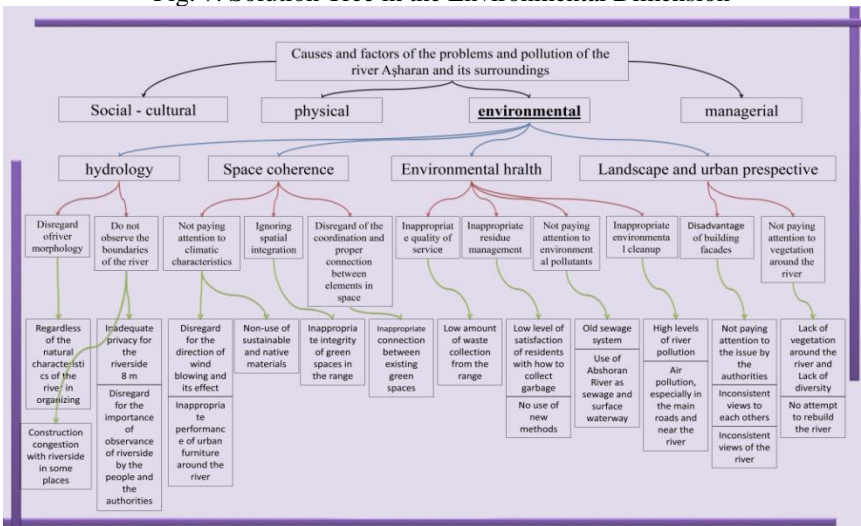 Fig. 7. Solution Tree in the Environmental Dimension
Causes and factors of the problems and pollution of the
river Aşharan and its surroundings
Social - cultural
physical
environmental
managerial
hydrology
Space coherence
Environmental hralth
Landscape and urban prespective
Disregard
ofriver
morphology
Do not
observe the
boundaries
of the river
Not paying
attention to
climatic
characteristics
Ignoring
spatial
integration
Disregard of the
coordination and
proper
connection
between
elements in
space
Inappropriat
e quality of
service
Inappropriate
residue
management
Not paying
attention to
environment
al pollutants
Inappropriate
environmenta
l cleanup
Disadvantage
of building
facades
Not paying
attention to
vegetation
around the
river
Regardless
of the
natural
characteristi
cs of the
river in
organizing
Construction
congestion
with riverside
in some
places
Inadequate
privacy for
the
riverside
8 m
Disregard
for the
importance
of
observance
of riverside
by the
people and
the
authorities
Disregard
for the
direction of
wind
blowing and
its effect
Inappropria
te
performanc
e of urban
furniture
around the
river
Non-use of
sustainable
and native
materials
Inappropria
te integrity
of green
spaces in
the range
Inappropriate
connection
between
existing
green
spaces
Low amount
of waste
collection
from the
range
Low level of
satisfaction
of residents
with how to
collect
garbage
No use of
new
methods
Old sewage
system
Use of
Abshoran
River as
sewage and
surface
waterway
High levels
of river
pollution
Air
pollution,
especially in
the main
roads and
near the
river
Not paying
attention to
the issue by
the
authorities
Inconsistent
views to
each others
Inconsistent
views of the
river
Lack of
vegetation
around the
river and
Lack of
diversity
No attempt
to rebuild
the river